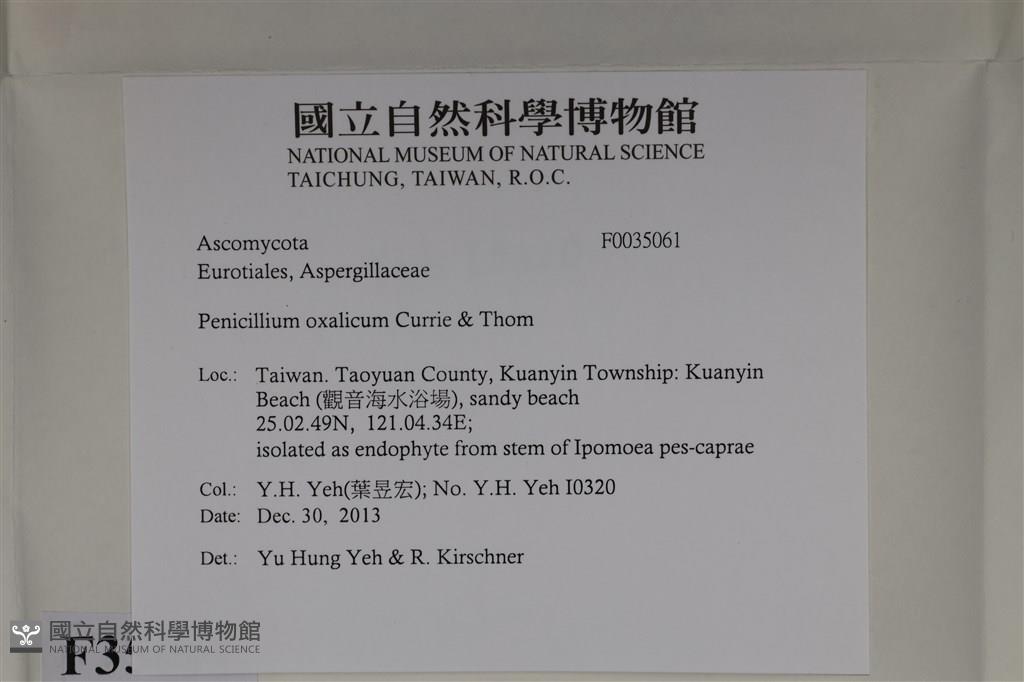 國立自然科學博物館
NATIONAL MUSEUM OF NATURAL SCIENCE
TAICHUNG, TAIWAN, R.O.C.
Ascomycota F0035061
Eurotiales, Aspergillaceae
Penicillium oxalicum Currie & Thom
Loc.: Taiwan. Taoyuan County, Kuanyin Township: Kuanyin
Beach (觀音海水浴場), sandy beach
25.02.49N, 121.04.34E;
isolated as endophyte from stem of Ipomoea pes-caprae
Col.: Y.H. Yeh(葉昱宏); No. Y.H. Yeh I0320
Date: Dec. 30, 2013
Det.: Yu Hung Yeh & R. Kirschner
國立自然科學博物館
NATIONAL MUSEUM OF NATURAL SCIENCE